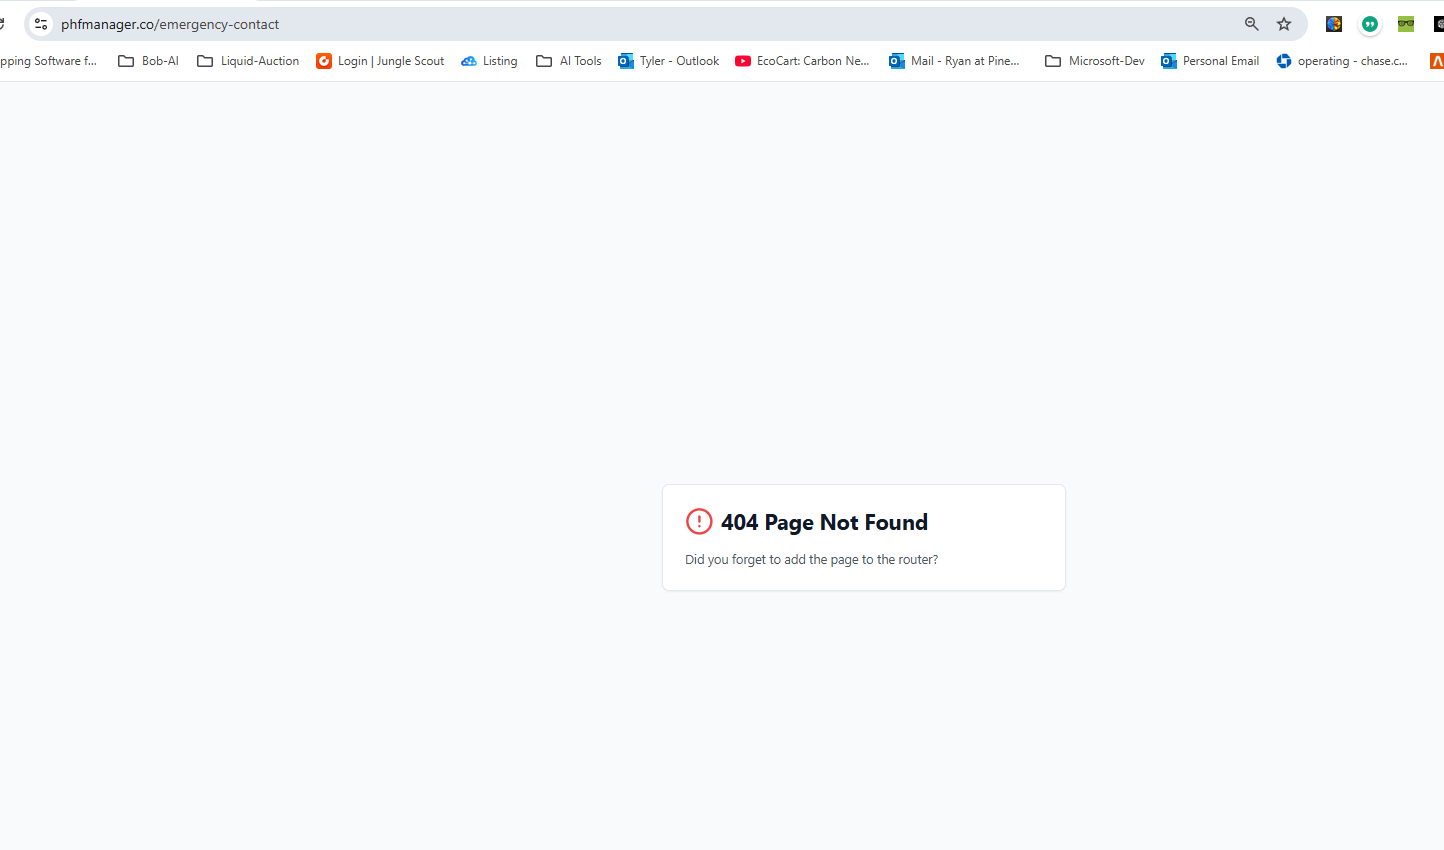 phfmanager.co/emergency-contact
pping Software f... Bob-AI Liquid-Auction Login | Jungle Scout Listing AI Tools Tyler - Outlook EcoCart: Carbon Ne... Mail - Ryan at Pine... Microsoft-Dev Personal Email operating - chase.c...
404 Page Not Found
Did you forget to add the page to the router?